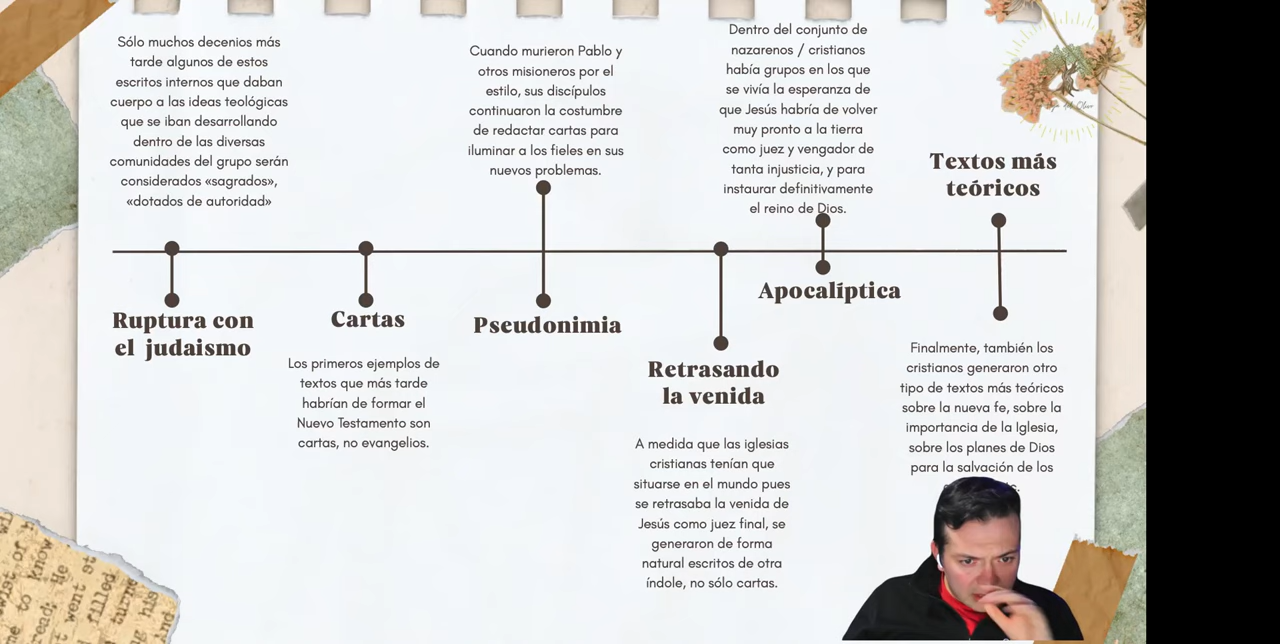 Sólo muchos decenios más
tarde algunos de estos
escritos internos que daban
cuerpo a las ideas teológicas
que se iban desarrollando
dentro de las diversas
comunidades del grupo serán
considerados «sagrados»,
«dotados de autoridad»
Ruptura con
el judaismo
Cartas
Los primeros ejemplos de
textos que más tarde
habrían de formar el
Nuevo Testamento son
cartas, no evangelios.
Cuando murieron Pablo y
otros misioneros por el
estilo, sus discípulos
continuaron la costumbre
de redactar cartas para
iluminar a los fieles en sus
nuevos problemas.
Pseudonimia
Retrasando
la venida
A medida que las iglesias
cristianas tenían que
situarse en el mundo pues
se retrasaba la venida de
Jesús como juez final, se
generaron de forma
natural escritos de otra
índole, no sólo cartas.
Dentro del conjunto de
nazarenos / cristianos
había grupos en los que
se vivía la esperanza de
que Jesús habría de volver
muy pronto a la tierra
como juez y vengador de
tanta injusticia, y para
instaurar definitivamente
el reino de Dios.
Apocalíptica
Textos más
teóricos
Finalmente, también los
cristianos generaron otro
tipo de textos más teóricos
sobre la nueva fe, sobre la
importancia de la Iglesia,
sobre los planes de Dios
para la salvación de los